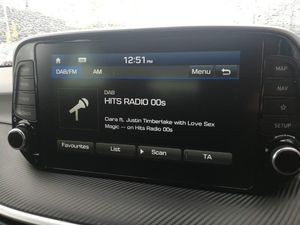 12:51 PM
DAB/FM AM Menu
DAB
HITS RADIO 00s
Ciara ft. Justin Timberlake with Love Sex
Magic — on Hits Radio 00s
Favourites List Scan TA
MAP
NAV
SETUP